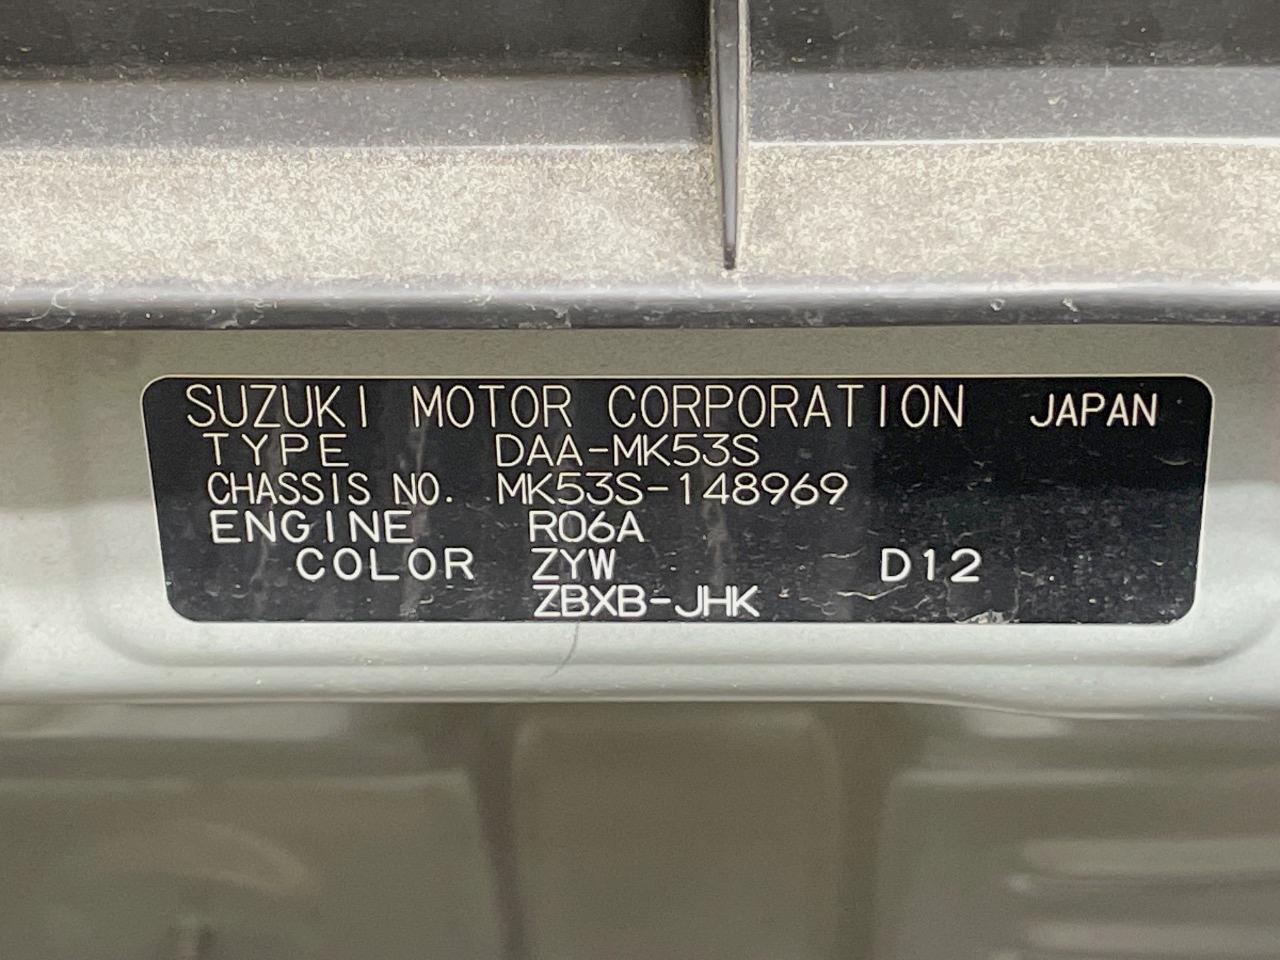 SUZUKI MOTOR CORPORATION JAPAN
TYPE DAA-MK53S
CHASSIS NO. MK53S-148969
ENGINE R06A
COLOR ZYW D12
ZBXB-JHK